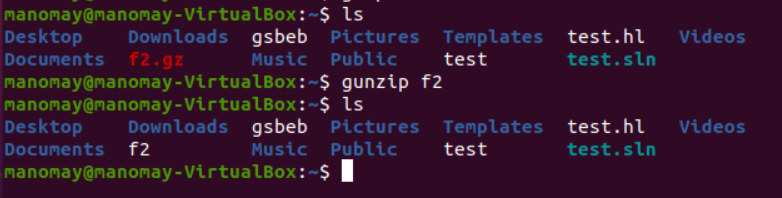 manomay@manomay-VirtualBox:~$ ls
Desktop Downloads gsbeb Pictures Templates test.hl Videos
Documents f2.gz Music Public test test.sln
manomay@manomay-VirtualBox:~$ gunzip f2
manomay@manomay-VirtualBox:~$ ls
Desktop Downloads gsbeb Pictures Templates test.hl Videos
Documents f2 Music Public test test.sln
manomay@manomay-VirtualBox:~$